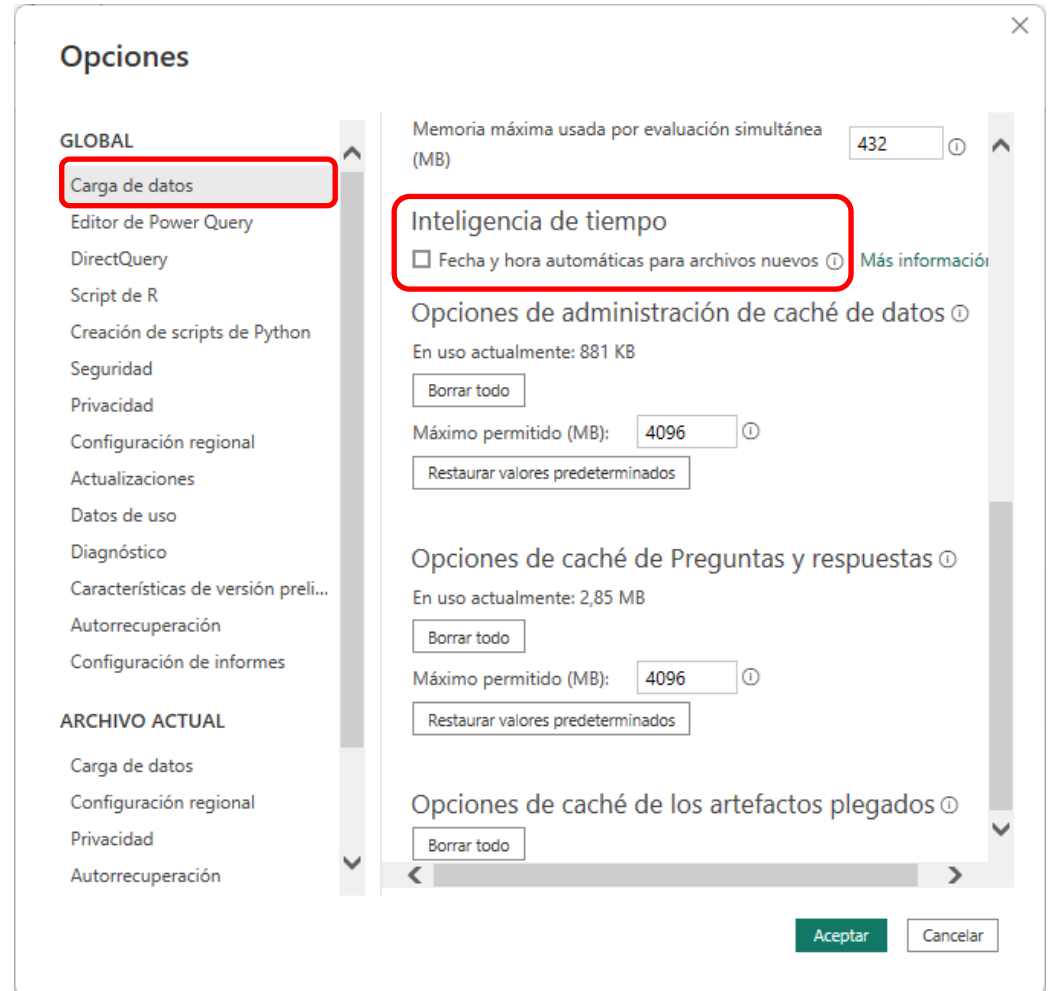 Opciones
GLOBAL
Carga de datos
Editor de Power Query
DirectQuery
Script de R
Creación de scripts de Python
Seguridad
Privacidad
Configuración regional
Actualizaciones
Datos de uso
Diagnóstico
Características de versión preli...
Autorrecuperación
Configuración de informes
ARCHIVO ACTUAL
Carga de datos
Configuración regional
Privacidad
Autorrecuperación
Memoria máxima usada por evaluación simultánea
(MB)
432
Inteligencia de tiempo
Fecha y hora automáticas para archivos nuevos Más información
Opciones de administración de caché de datos
En uso actualmente: 881 KB
Borrar todo
Máximo permitido (MB): 4096
Restaurar valores predeterminados
Opciones de caché de Preguntas y respuestas
En uso actualmente: 2,85 MB
Borrar todo
Máximo permitido (MB): 4096
Restaurar valores predeterminados
Opciones de caché de los artefactos plegados
Borrar todo
Aceptar Cancelar